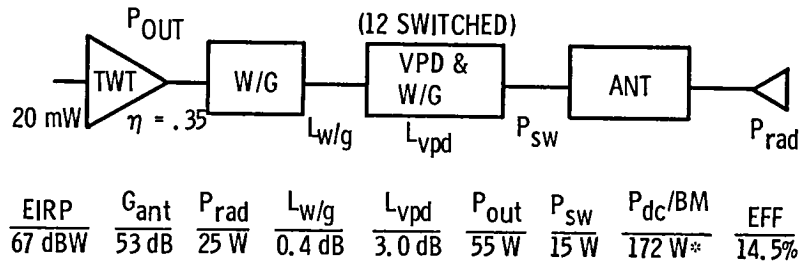 P_OUT
(12 SWITCHED)
TWT
W/G
VPD &
W/G
ANT
20 mW
η = .35
L_w/g
L_vpd
P_sw
P_rad
EIRP G_ant P_rad L_w/g L_vpd P_out P_sw P_dc/BM EFF
67 dBW 53 dB 25 W 0.4 dB 3.0 dB 55 W 15 W 172 W* 14.5%